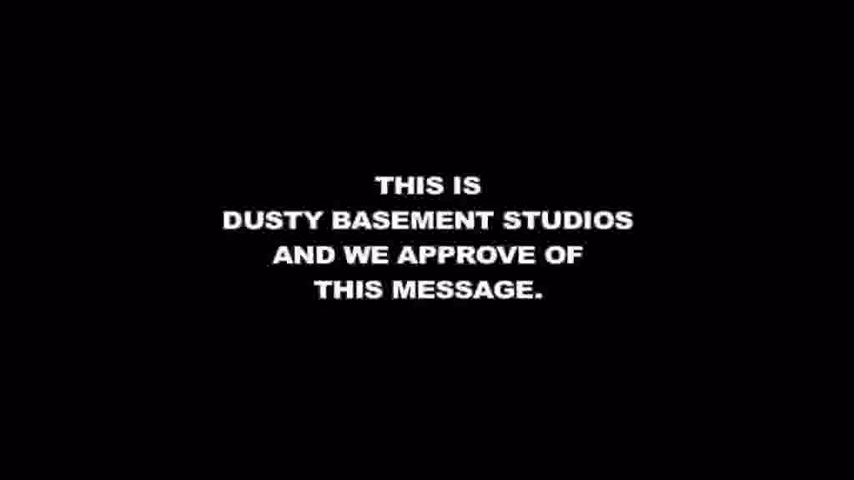 THIS IS
DUSTY BASEMENT STUDIOS
AND WE APPROVE OF
THIS MESSAGE.